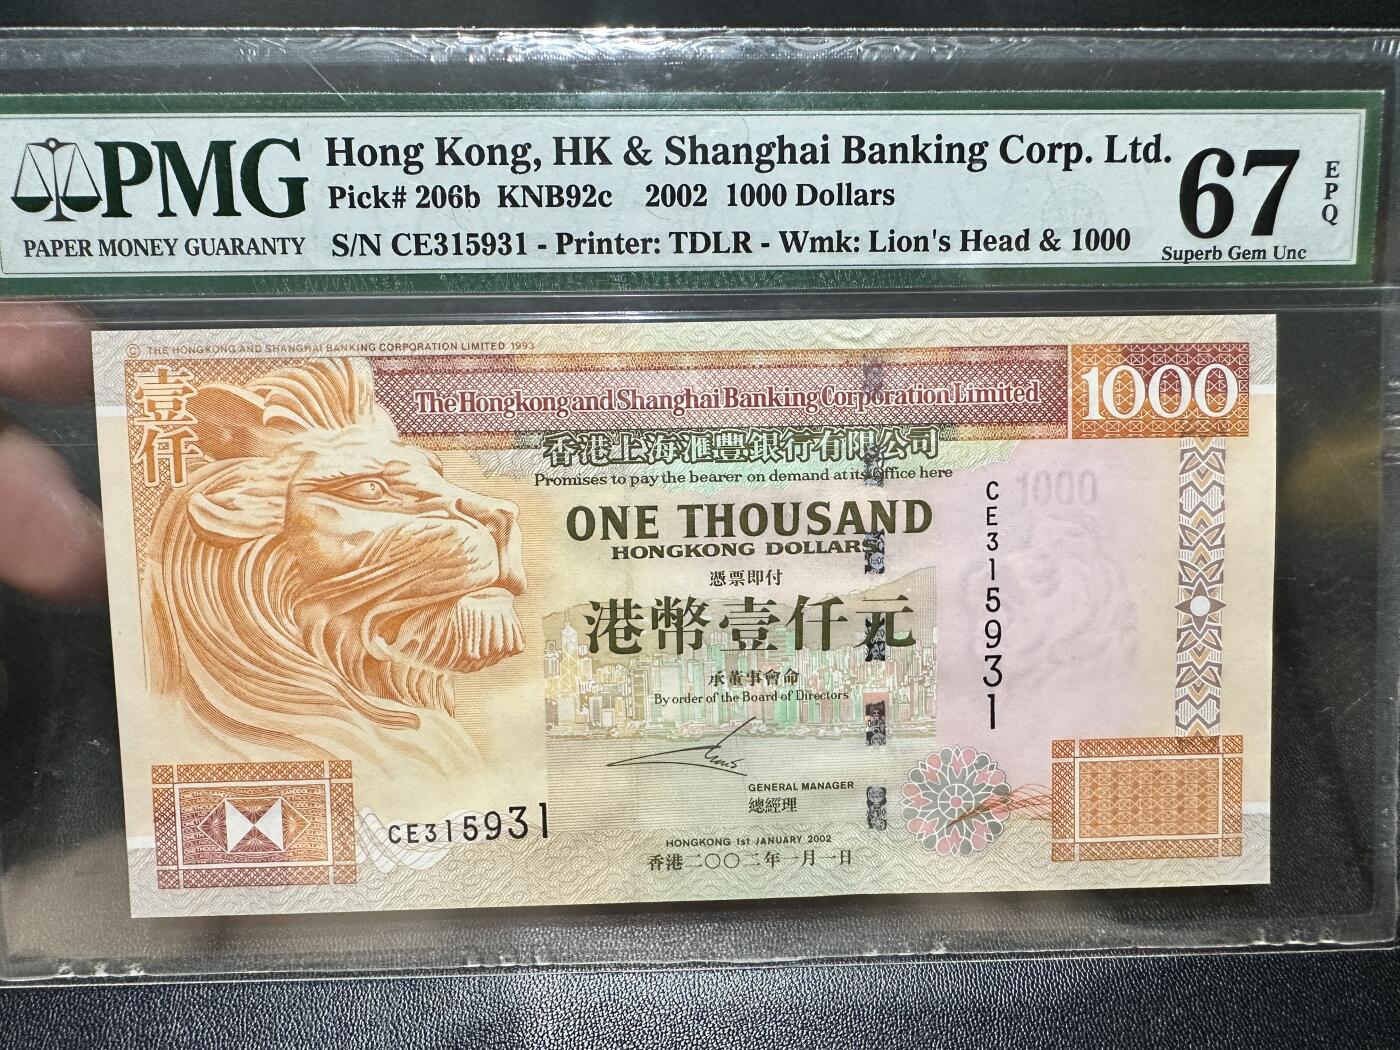 PMG
PAPER MONEY GUARANTY
Hong Kong, HK & Shanghai Banking Corp. Ltd.
Pick# 206b KNB92c 2002 1000 Dollars
S/N CE315931 - Printer: TDLR - Wmk: Lion's Head & 1000
67
EPQ
Superb Gem Unc
© THE HONGKONG AND SHANGHAI BANKING CORPORATION LIMITED 1993
壹仟
The Hongkong and Shanghai Banking Corporation Limited
1000
香港上海滙豐銀行有限公司
Promises to pay the bearer on demand at its Office here
CE315931
1000
ONE THOUSAND
HONGKONG DOLLARS
憑票即付
港幣壹仟元
承董事會命
By order of the Board of Directors
GENERAL MANAGER
總經理
CE315931
HONGKONG 1st JANUARY 2002
香港二〇〇二年一月一日